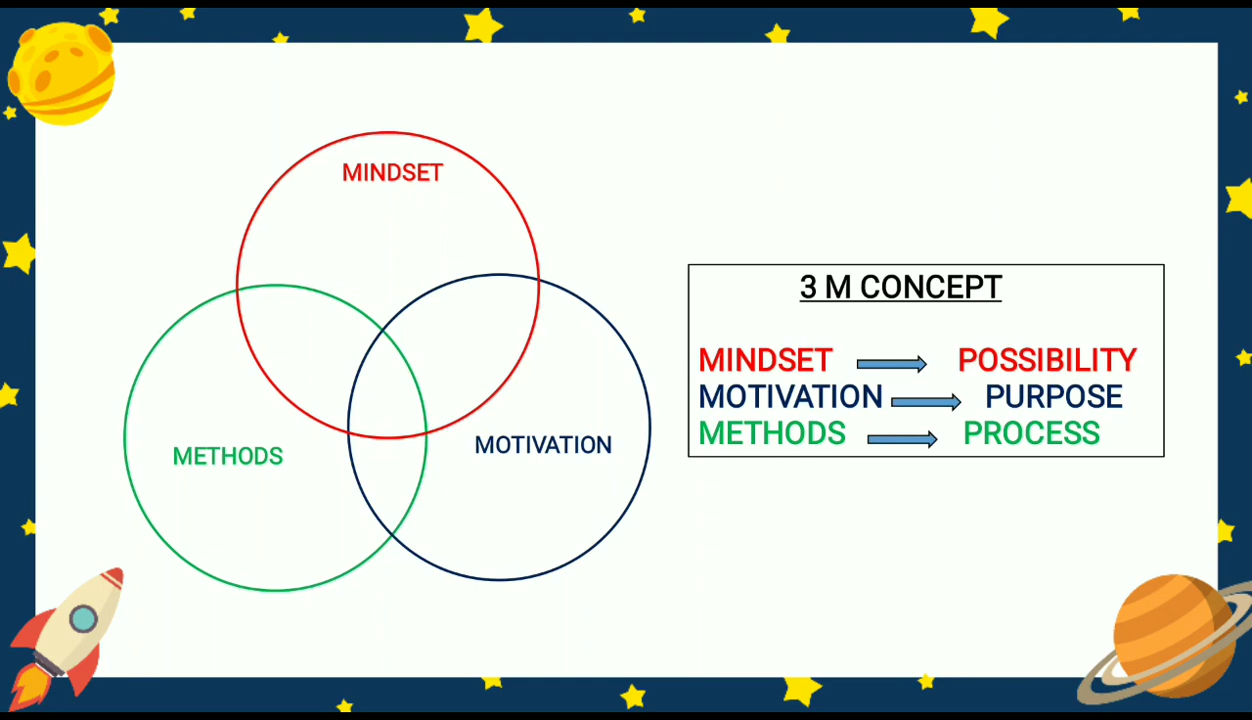 MINDSET
METHODS
MOTIVATION
3 M CONCEPT
MINDSET POSSIBILITY
MOTIVATION PURPOSE
METHODS PROCESS